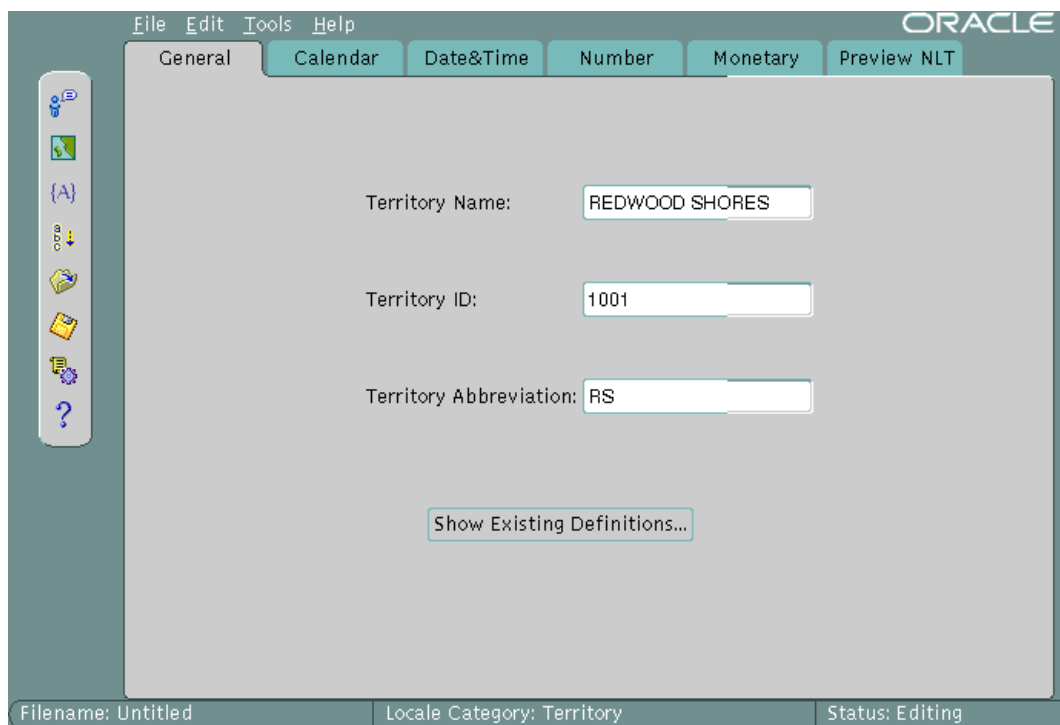 File Edit Tools Help
ORACLE
General Calendar Date&Time Number Monetary Preview NLT
{A}
a
b
c
Territory Name: REDWOOD SHORES
Territory ID: 1001
Territory Abbreviation: RS
?
Show Existing Definitions...
Filename: Untitled Locale Category: Territory Status: Editing